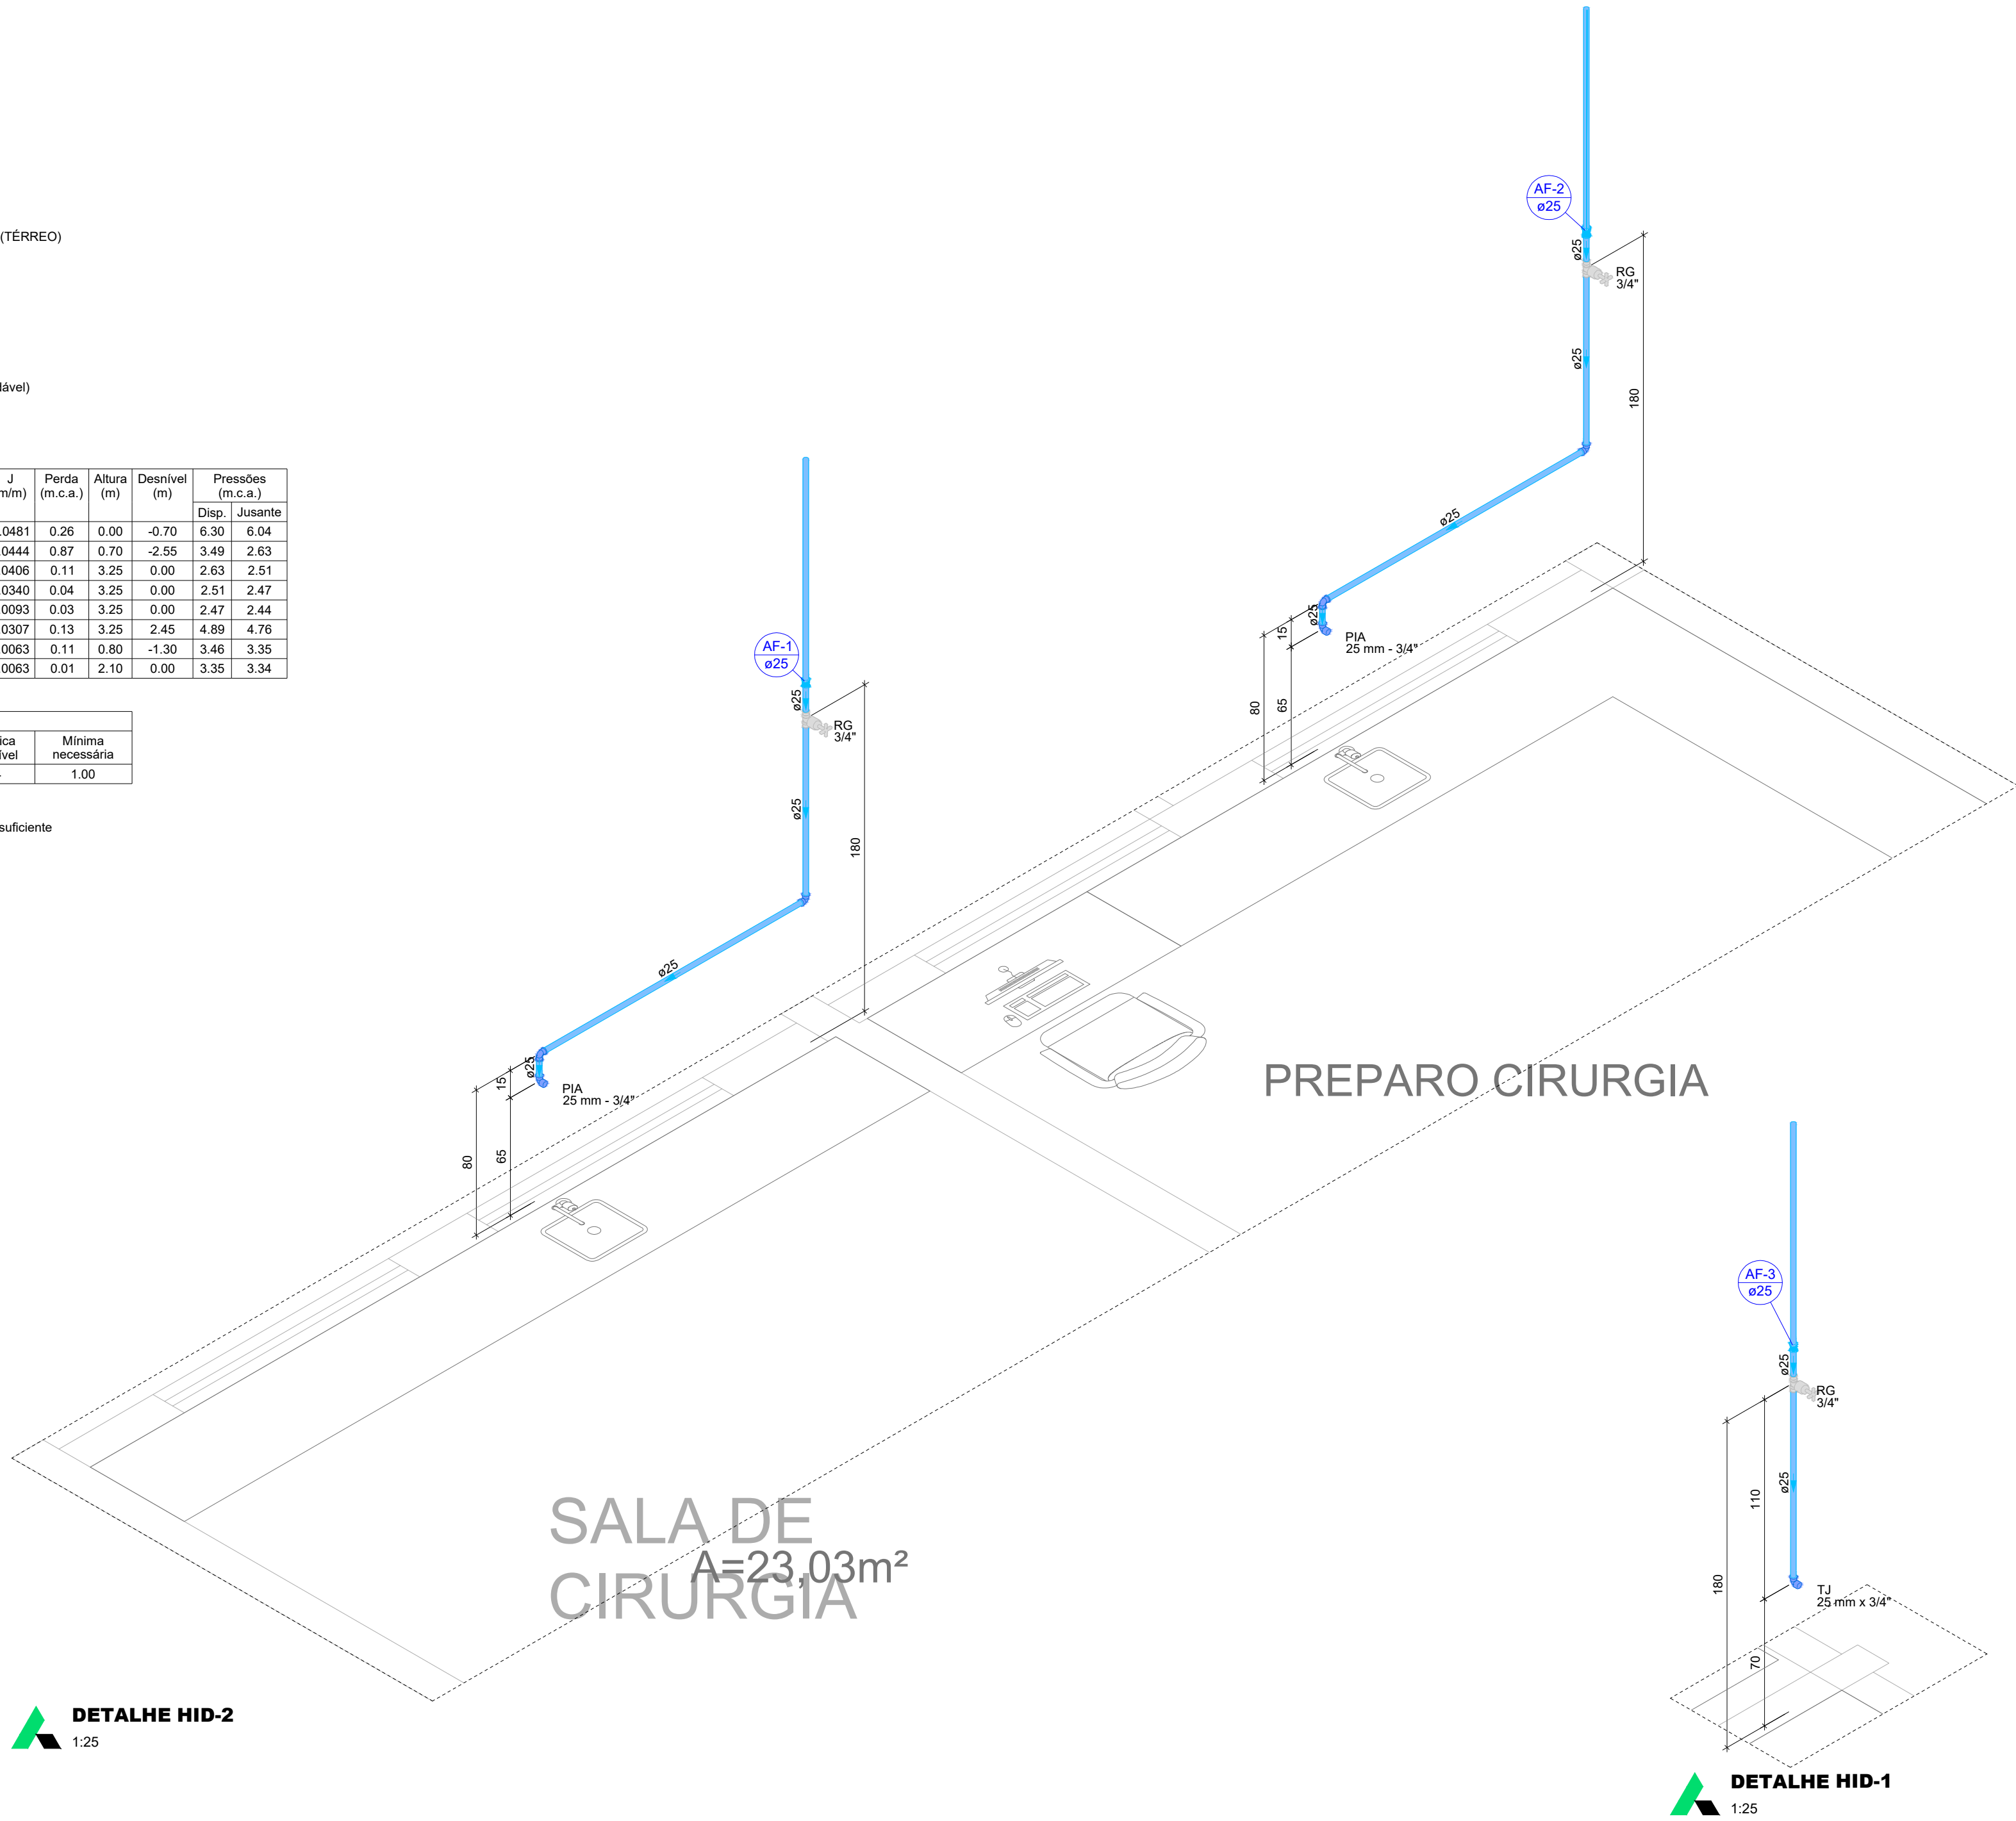 (TÉRREO)
J Perda Altura Desnível Pressões
(m.c.a.) (m) (m) (m.c.a.)
Disp. Jusante
0481 0.26 0.00 -0.70 6.30 6.04
0444 0.87 0.70 -2.55 3.49 2.63
0406 0.11 3.25 0.00 2.63 2.51
0340 0.04 3.25 0.00 2.51 2.47
0093 0.03 3.25 0.00 2.47 2.44
0307 0.13 3.25 2.45 4.89 4.76
0063 0.11 0.80 -1.30 3.46 3.35
0063 0.01 2.10 0.00 3.35 3.34
Mínima
necessária
1.00
suficiente
AF-2
ø25
ø25
RG
3/4"
ø25
180
ø25
ø25
15
PIA
25 mm - 3/4"
80
65
AF-1
ø25
ø25
RG
3/4"
ø25
180
ø25
ø25
15
PIA
25 mm - 3/4"
80
65
PREPARO CIRURGIA
SALA DE
A=23,03m²
CIRURGIA
AF-3
ø25
ø25
RG
3/4"
ø25
110
180
TJ
25 mm x 3/4"
70
DETALHE HID-2
1:25
DETALHE HID-1
1:25